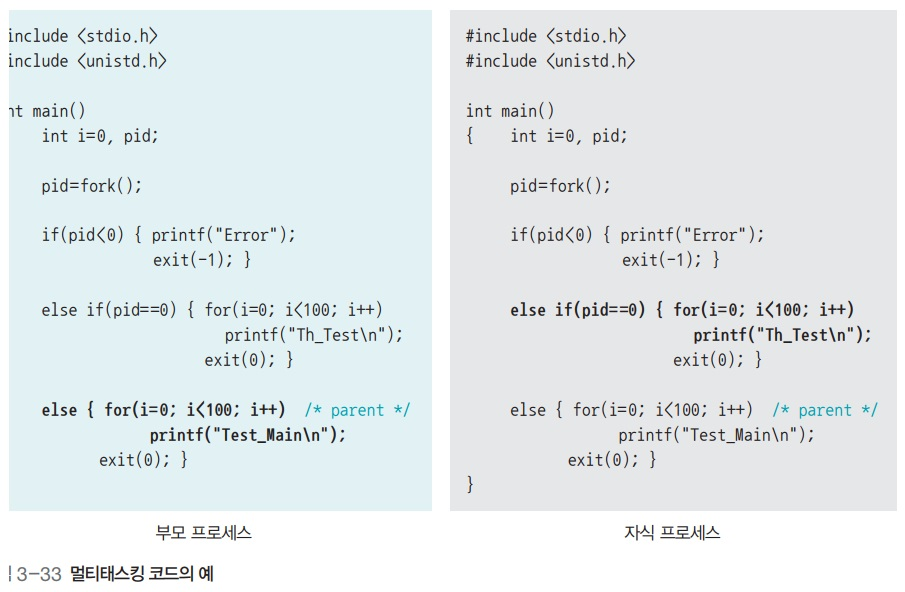 include <stdio.h>
include <unistd.h>
nt main()
int i=0, pid;
pid=fork();
if(pid<0) { printf("Error");
exit(-1); }
else if(pid==0) { for(i=0; i<100; i++)
printf("Th_Test\n");
exit(0); }
else { for(i=0; i<100; i++) /* parent */
printf("Test_Main\n");
exit(0); }
부모 프로세스
#include <stdio.h>
#include <unistd.h>
int main()
{ int i=0, pid;
pid=fork();
if(pid<0) { printf("Error");
exit(-1); }
else if(pid==0) { for(i=0; i<100; i++)
printf("Th_Test\n");
exit(0); }
else { for(i=0; i<100; i++) /* parent */
printf("Test_Main\n");
exit(0); }
}
자식 프로세스
3-33 멀티태스킹 코드의 예